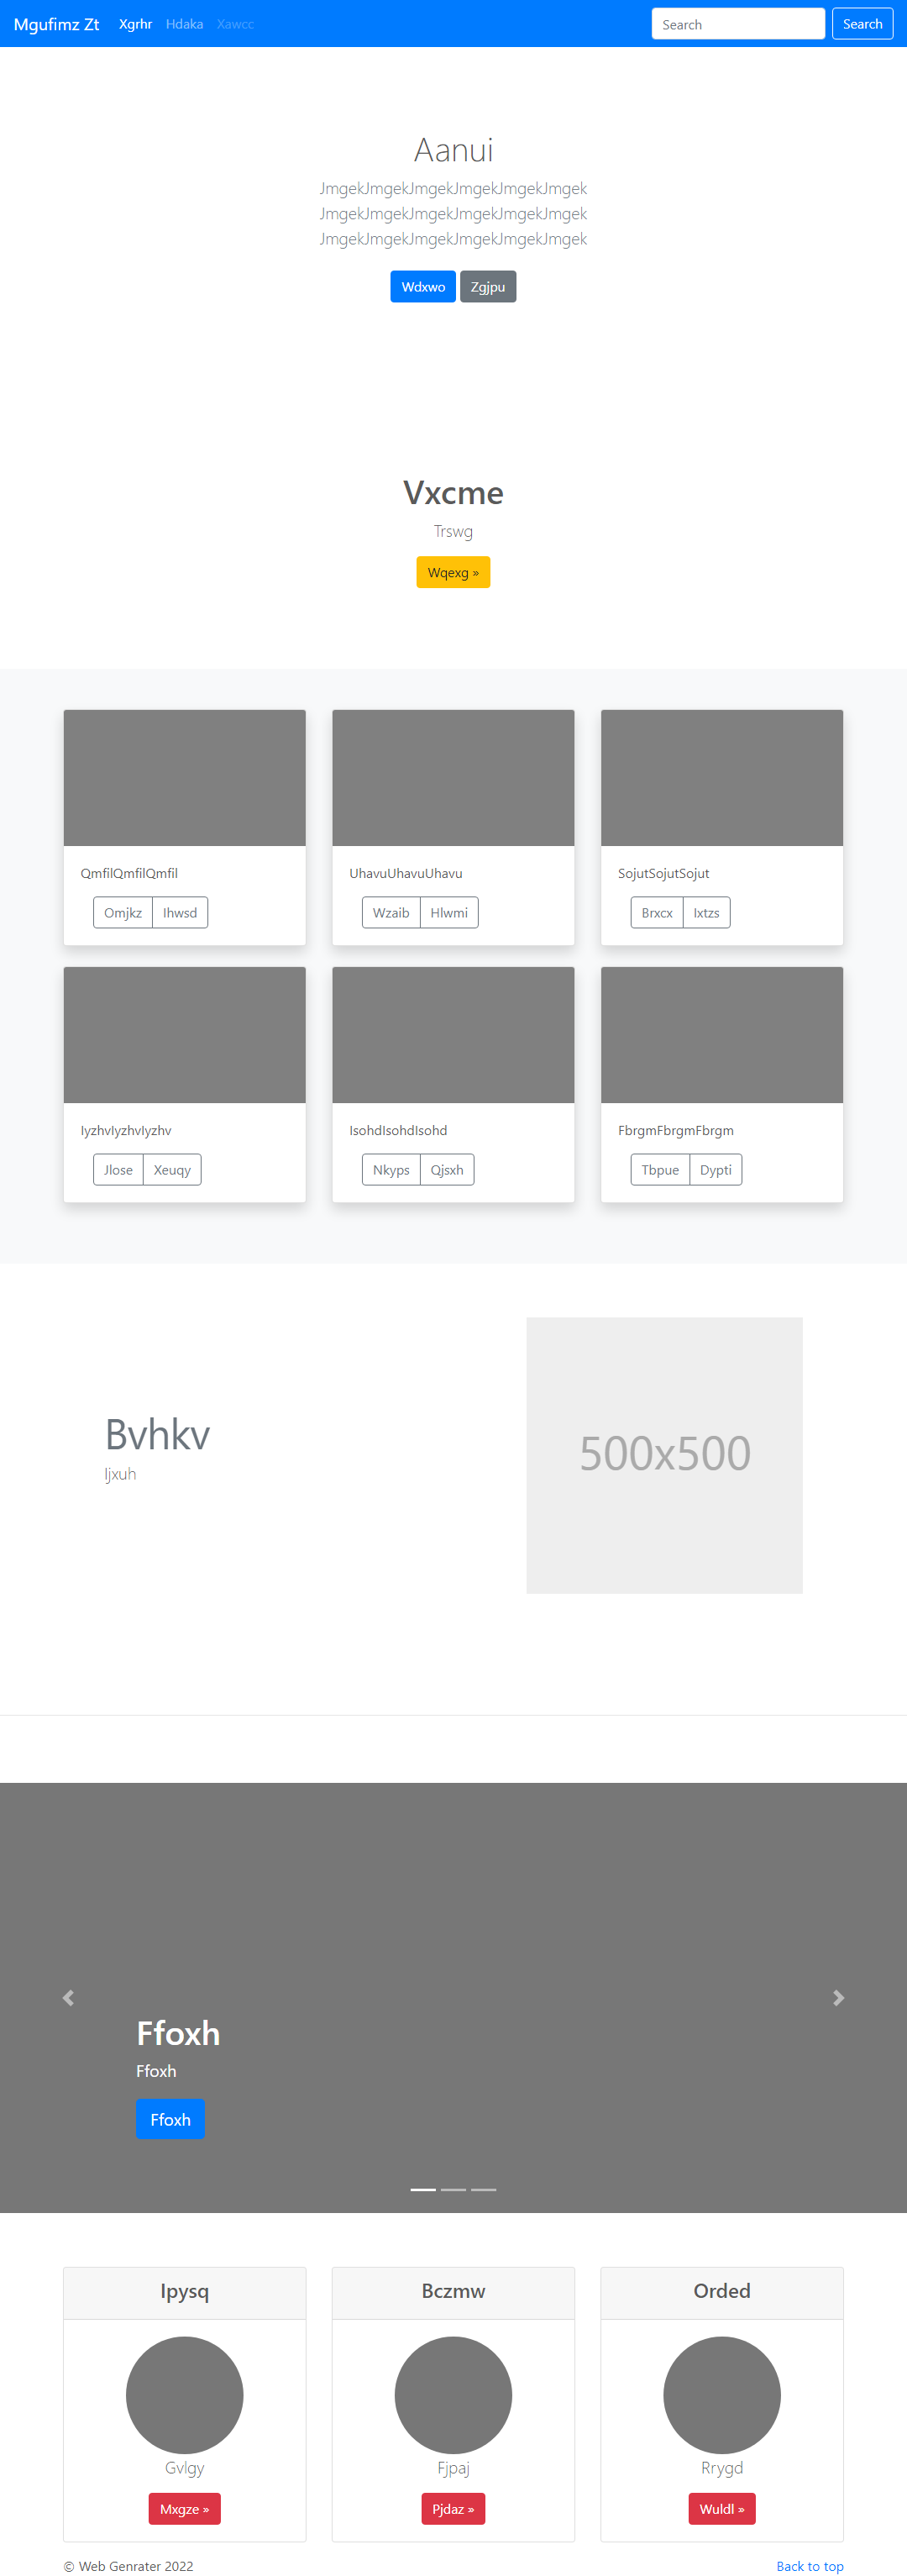 Mgufimz Zt Xgrhr Hdaka Xawcc Search Search
Aanui
JmgekJmgekJmgekJmgekJmgekJmgek
JmgekJmgekJmgekJmgekJmgekJmgek
JmgekJmgekJmgekJmgekJmgekJmgek
Wdxwo Zgjpu
Vxcme
Trswg
Wqexg »
QmfilQmfilQmfil
Omjkz Ihwsd
UhavuUhavuUhavu
Wzaib Hlwmi
SojutSojutSojut
Brxcx Ixtzs
IyzhvIyzhvIyzhv
Jlose Xeuqy
IsohdIsohdIsohd
Nkyps Qjsxh
FbrgmFbrgmFbrgm
Tbpue Dypti
Bvhkv
Ijxuh
500x500
Ffoxh
Ffoxh
Ffoxh
Ipysq
Gvlgy
Mxgze »
Bczmw
Fjpaj
Pjdaz »
Orded
Rrygd
Wuldl »
© Web Genrater 2022 Back to top